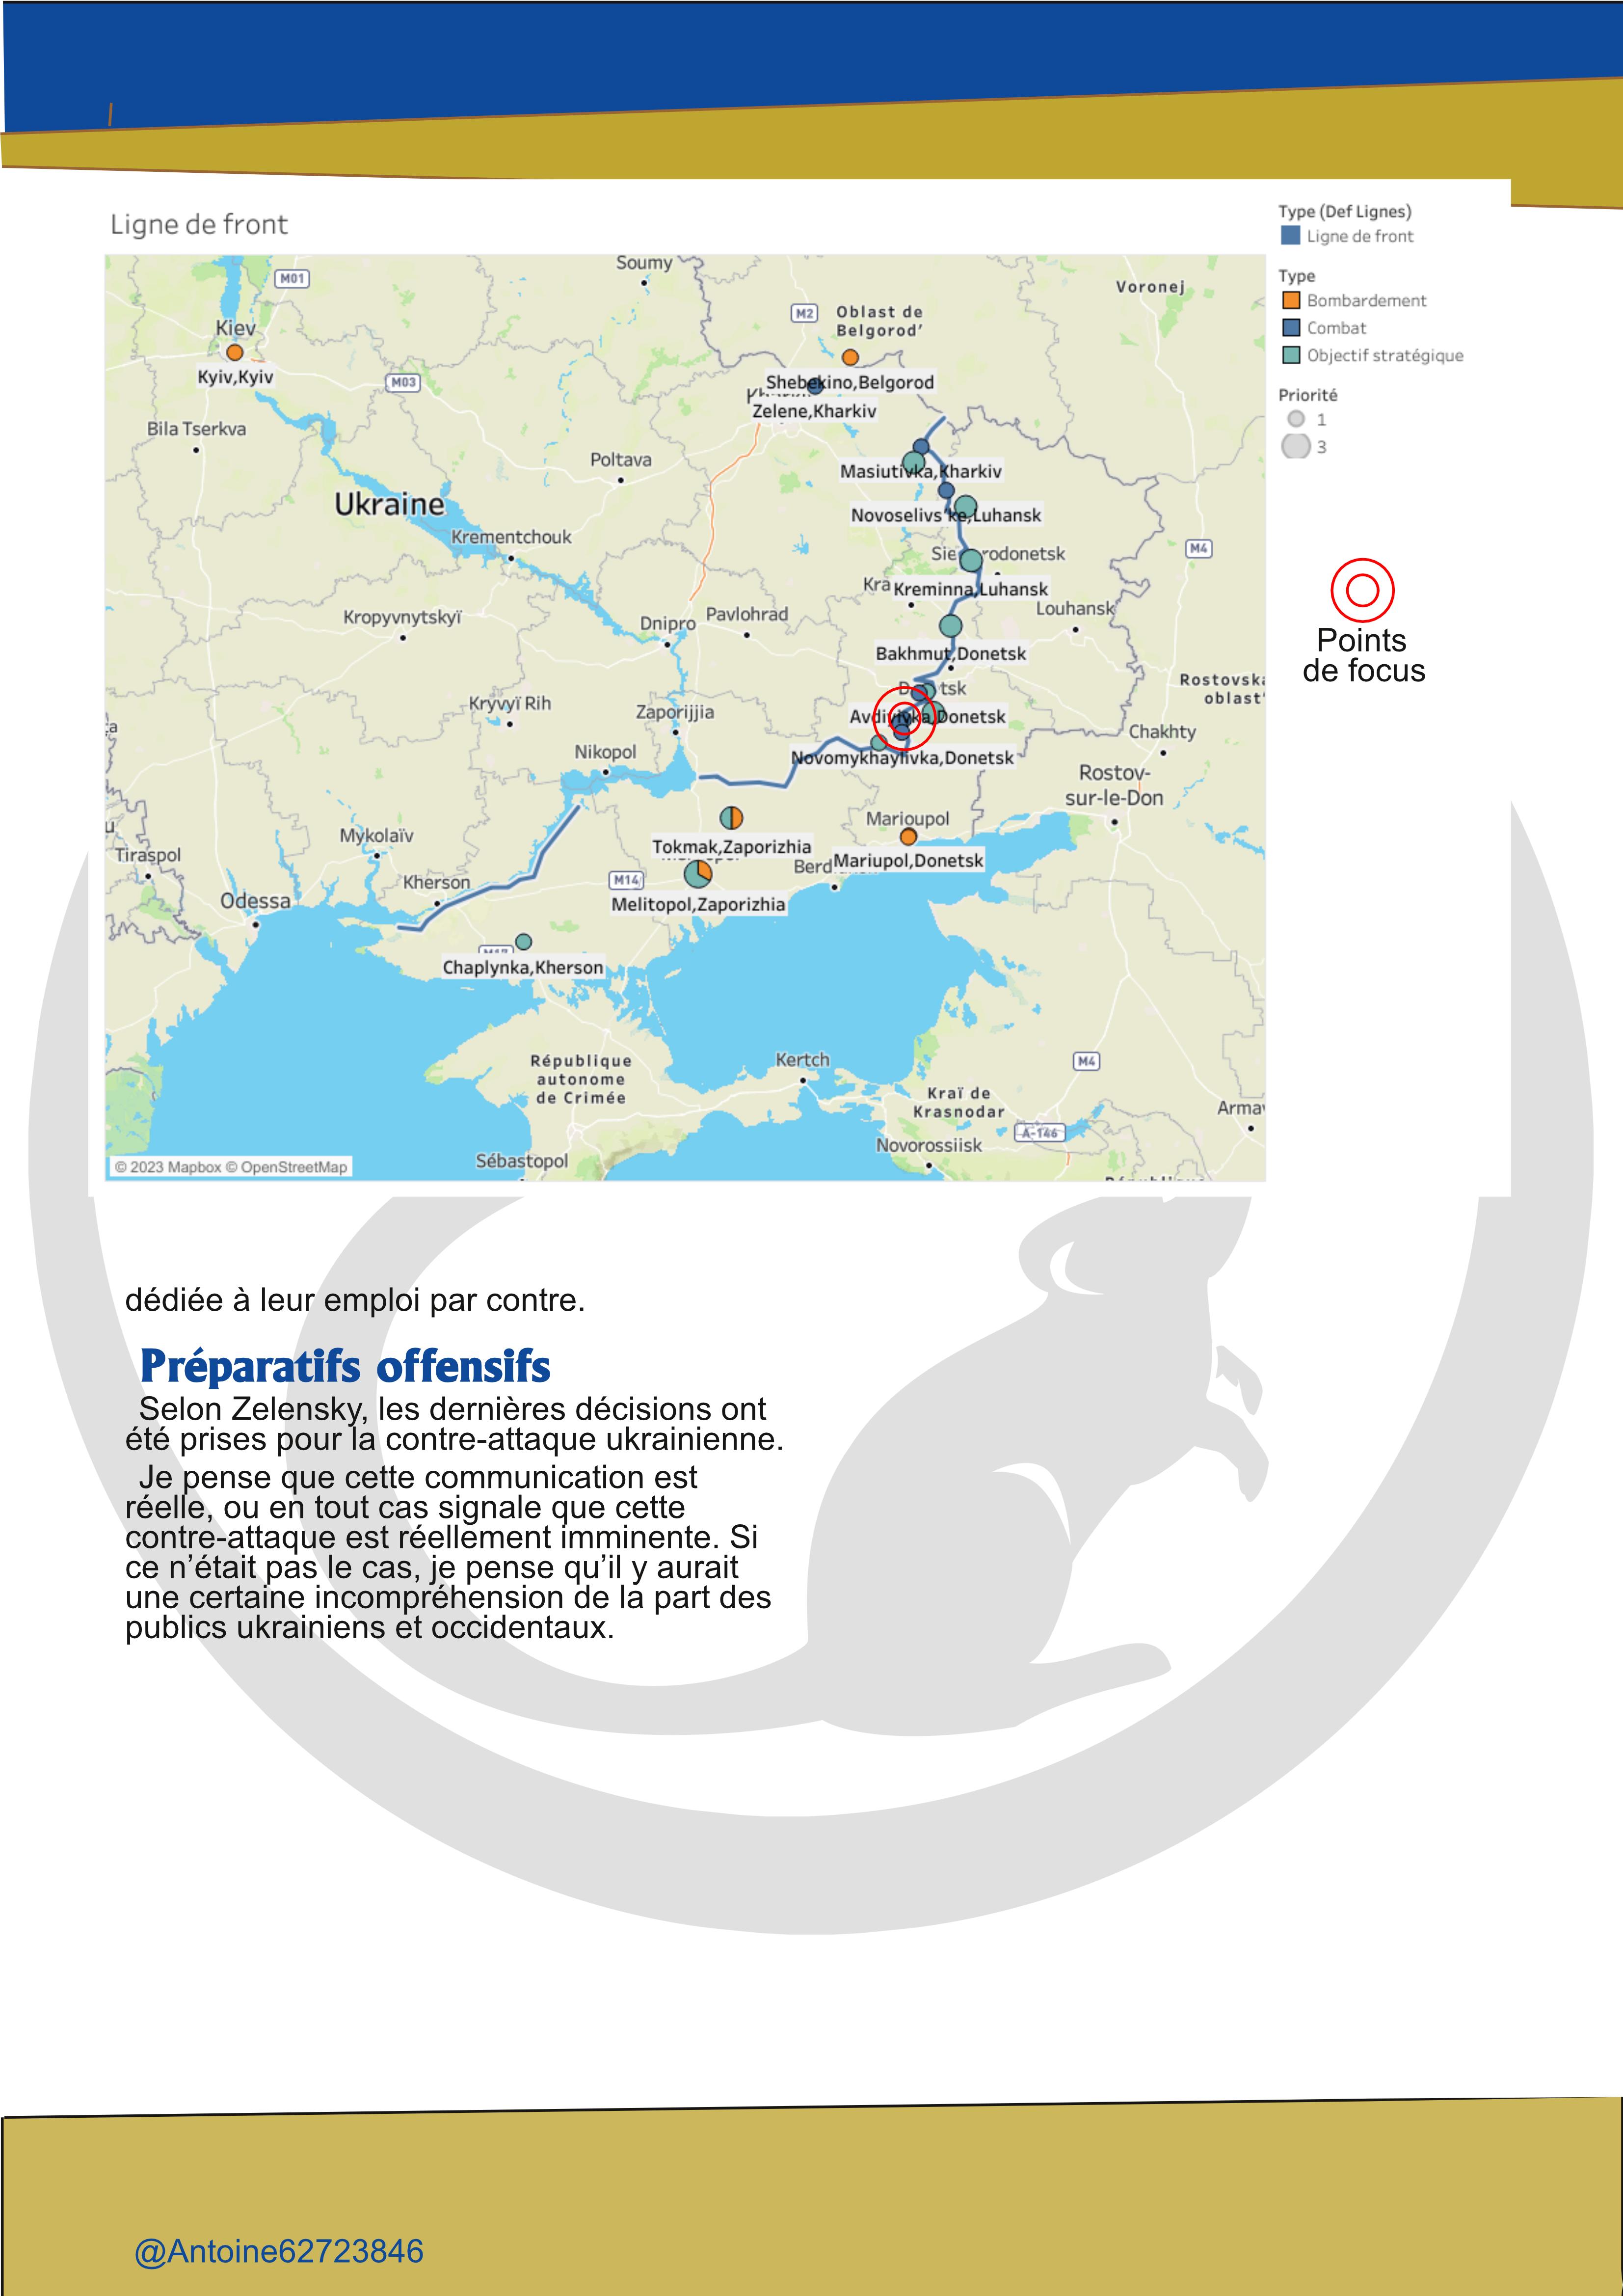 Ligne de front
Type (Def Lignes)
Ligne de front
Type
Bombardement
Combat
Objectif stratégique
Priorité
1
3
Points
de focus
Soumy
M01
Voronej
M2
Oblast de
Belgorod'
Kiev
Kyiv,Kyiv
M03
Shebekino,Belgorod
Zelene,Kharkiv
Bila Tserkva
Poltava
Masiutivka,Kharkiv
Ukraine
Novoselivs'ke,Luhansk
Krementchouk
M4
Kreminna,Luhansk
Louhansk
Kropyvnytskyï
Dnipro
Pavlohrad
Bakhmut,Donetsk
Rostovska
oblast'
Kryvyï Rih
Zaporijjia
Avdiyivka,Donetsk
Chakhty
Nikopol
Novomykhaylivka,Donetsk
Rostov-
sur-le-Don
Marioupol
Mykolaïv
Tokmak,Zaporizhia
Tiraspol
Mariupol,Donetsk
Kherson
M14
Odessa
Melitopol,Zaporizhia
Chaplynka,Kherson
République
autonome
de Crimée
Kertch
M4
Kraï de
Krasnodar
Armav
A-146
Novorossiisk
Sébastopol
© 2023 Mapbox © OpenStreetMap
dédiée à leur emploi par contre.
Préparatifs offensifs
Selon Zelensky, les dernières décisions ont
été prises pour la contre-attaque ukrainienne.
Je pense que cette communication est
réelle, ou en tout cas signale que cette
contre-attaque est réellement imminente. Si
ce n'était pas le cas, je pense qu'il y aurait
une certaine incompréhension de la part des
publics ukrainiens et occidentaux.
@Antoine62723846